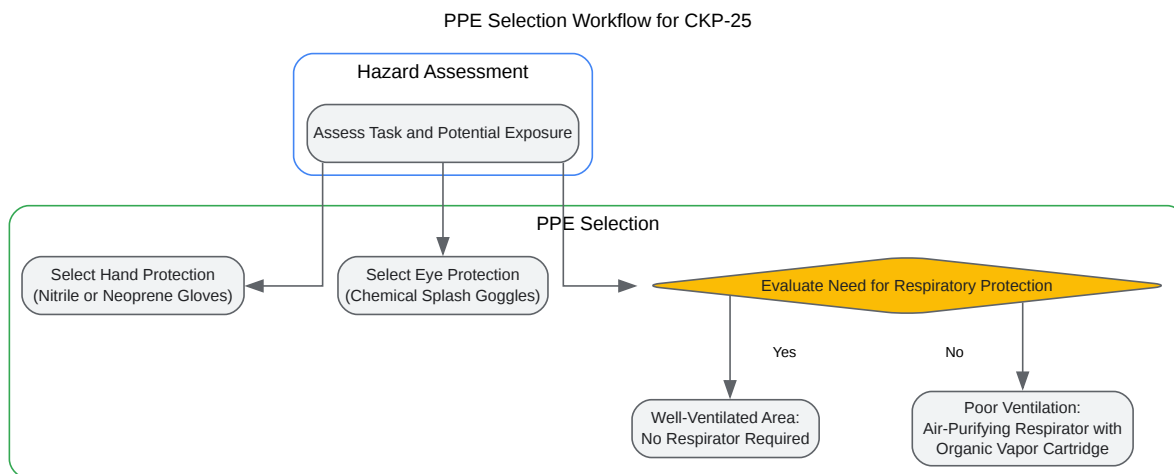 PPE Selection Workflow for CKP-25
Hazard Assessment
Assess Task and Potential Exposure
PPE Selection
Select Hand Protection
(Nitrile or Neoprene Gloves)
Select Eye Protection
(Chemical Splash Goggles)
Evaluate Need for Respiratory Protection
Yes
No
Well-Ventilated Area:
No Respirator Required
Poor Ventilation:
Air-Purifying Respirator with
Organic Vapor Cartridge